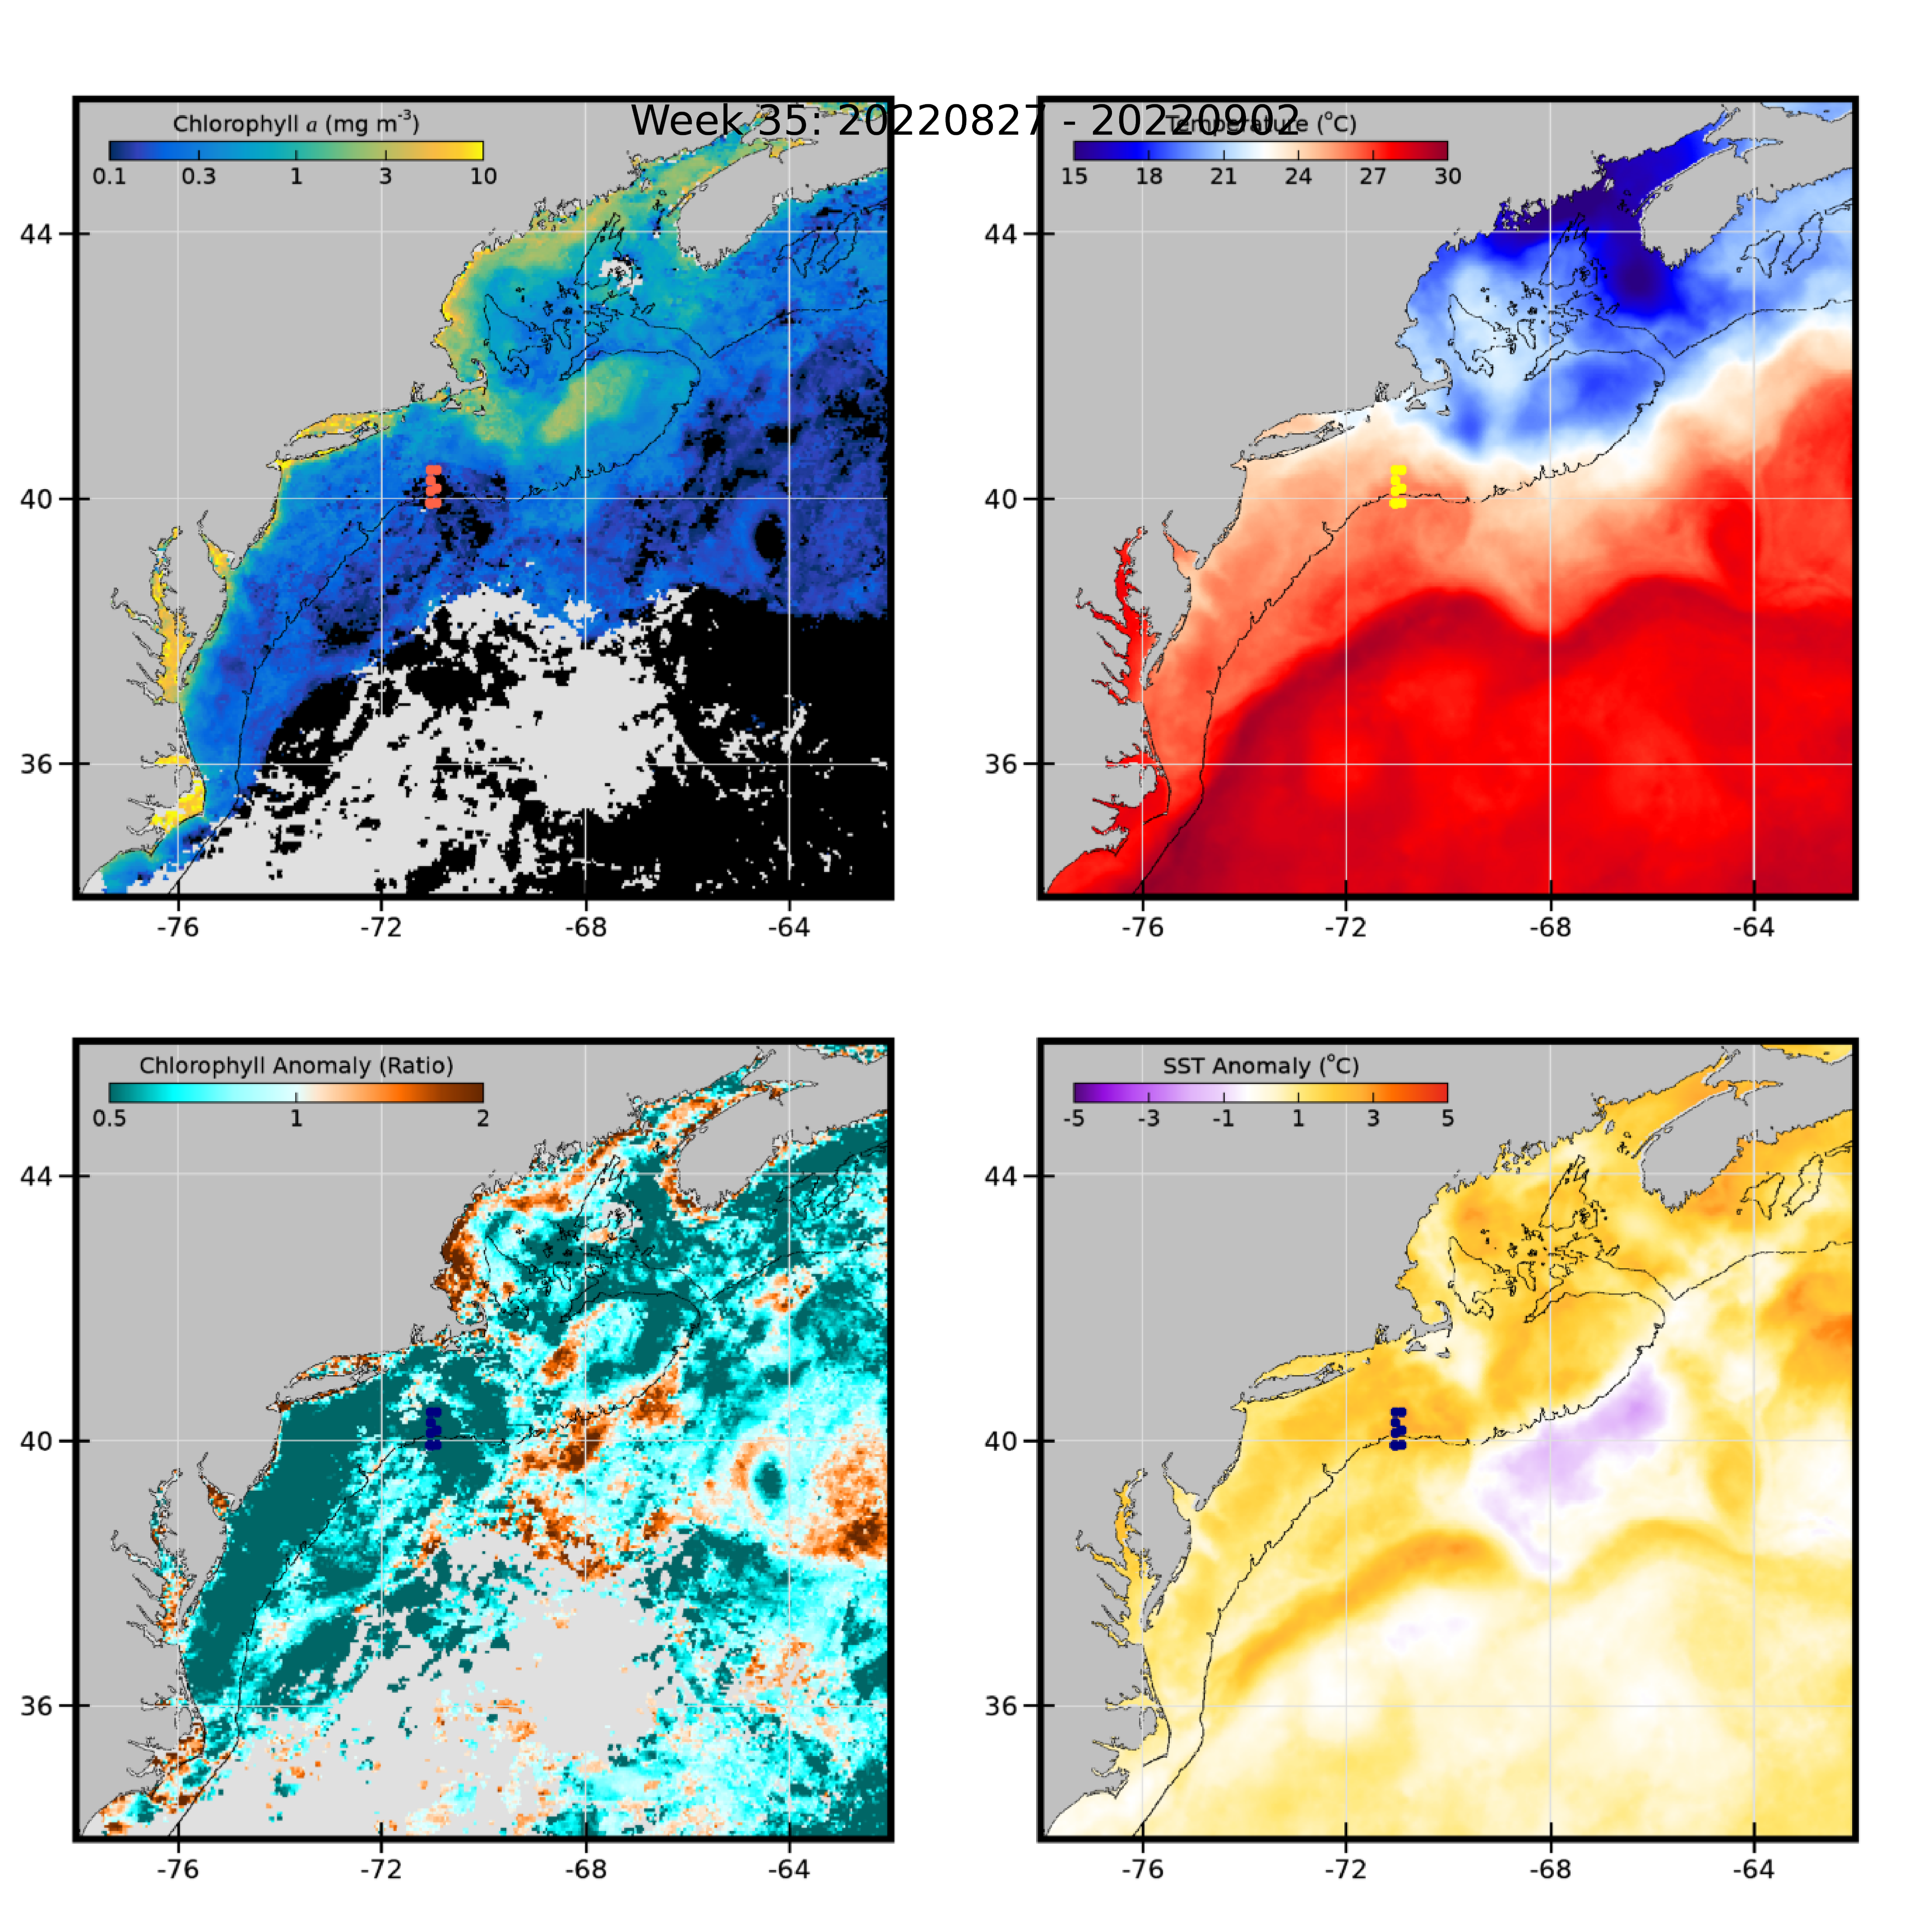 Week 35: 20220827 - 20220902
Chlorophyll a (mg m-3)
0.1 0.3 1 3 10
Temperature (°C)
15 18 21 24 27 30
44
40
36
-76 -72 -68 -64
44
40
36
-76 -72 -68 -64
Chlorophyll Anomaly (Ratio)
0.5 1 2
SST Anomaly (°C)
-5 -3 -1 1 3 5
44
40
36
-76 -72 -68 -64
44
40
36
-76 -72 -68 -64